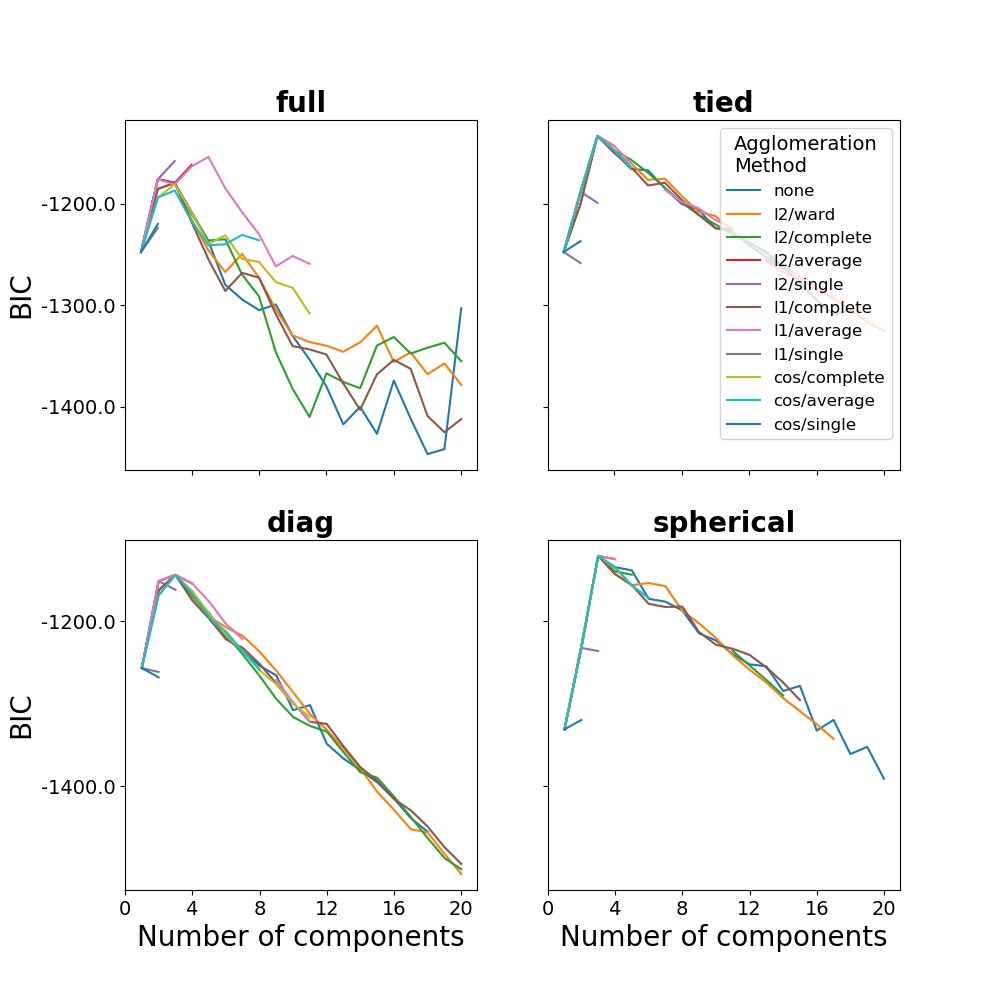 full
tied
BIC
-1200.0
-1300.0
-1400.0
Agglomeration
Method
none
l2/ward
l2/complete
l2/average
l2/single
l1/complete
l1/average
l1/single
cos/complete
cos/average
cos/single
diag
spherical
BIC
-1200.0
-1400.0
0 4 8 12 16 20
0 4 8 12 16 20
Number of components
Number of components